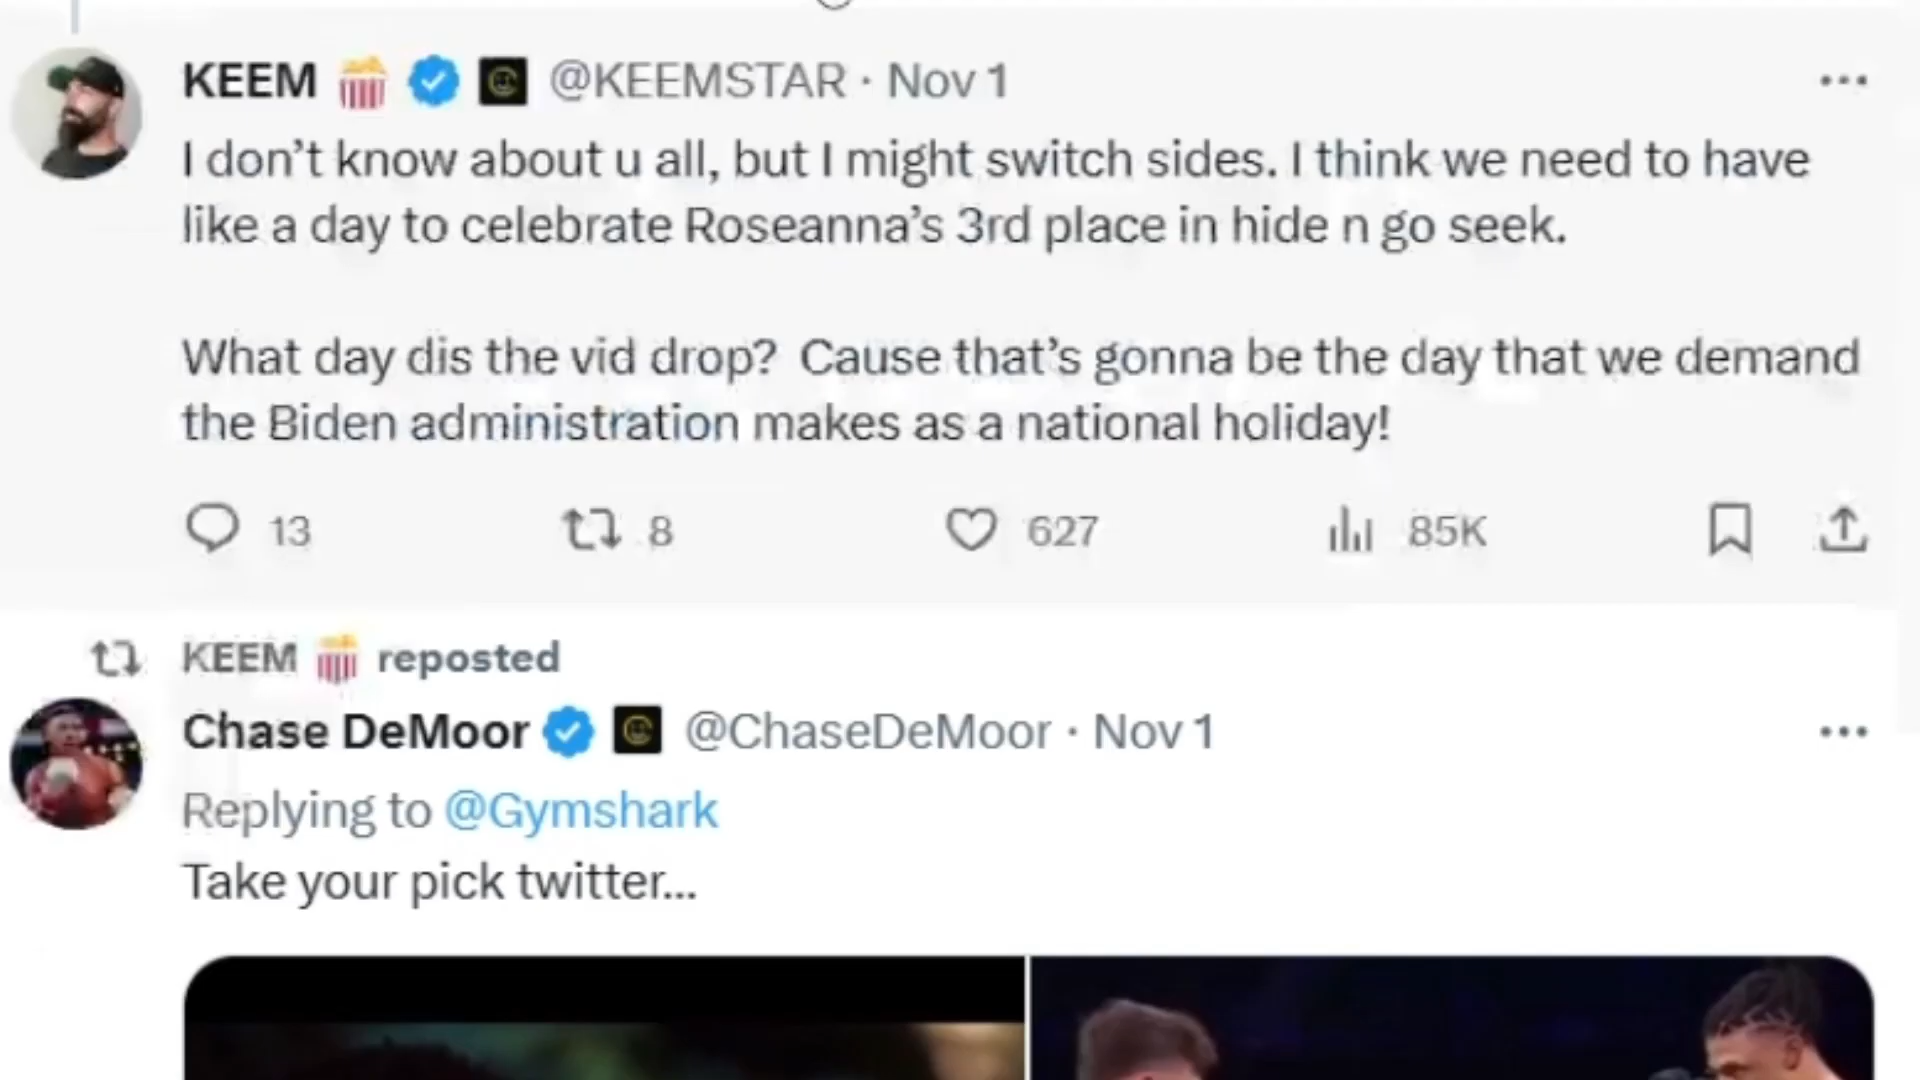 KEEM @KEEMSTAR · Nov 1
I don’t know about u all, but I might switch sides. I think we need to have
like a day to celebrate Roseanna’s 3rd place in hide n go seek.
What day dis the vid drop? Cause that’s gonna be the day that we demand
the Biden administration makes as a national holiday!
13 8 627 85K
KEEM reposted
Chase DeMoor @ChaseDeMoor · Nov 1
Replying to @Gymshark
Take your pick twitter...